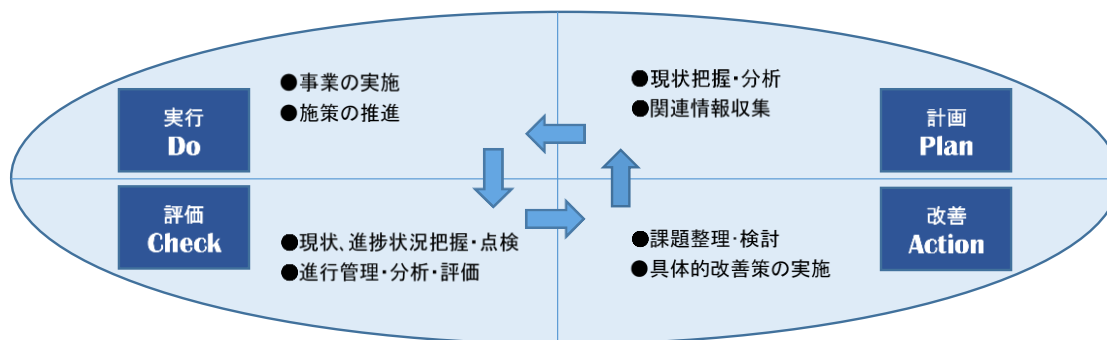 実行
Do
●事業の実施
●施策の推進
●現状把握・分析
●関連情報収集
計画
Plan
評価
Check
●現状、進捗状況把握・点検
●進行管理・分析・評価
●課題整理・検討
●具体的改善策の実施
改善
Action